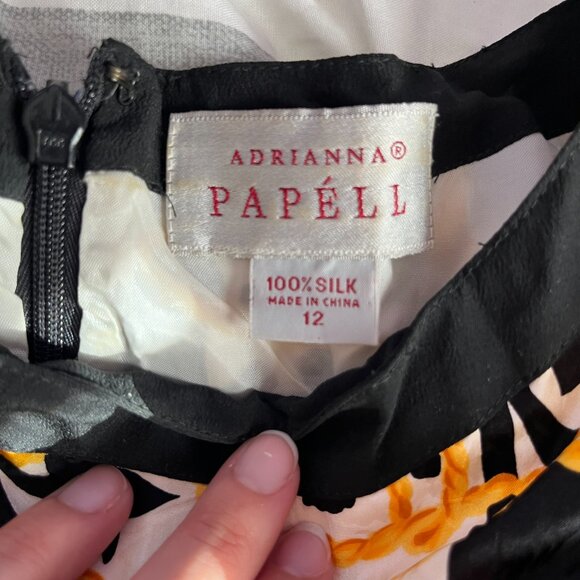 ADRIANNA®
PAPÉLL
100% SILK
MADE IN CHINA
12